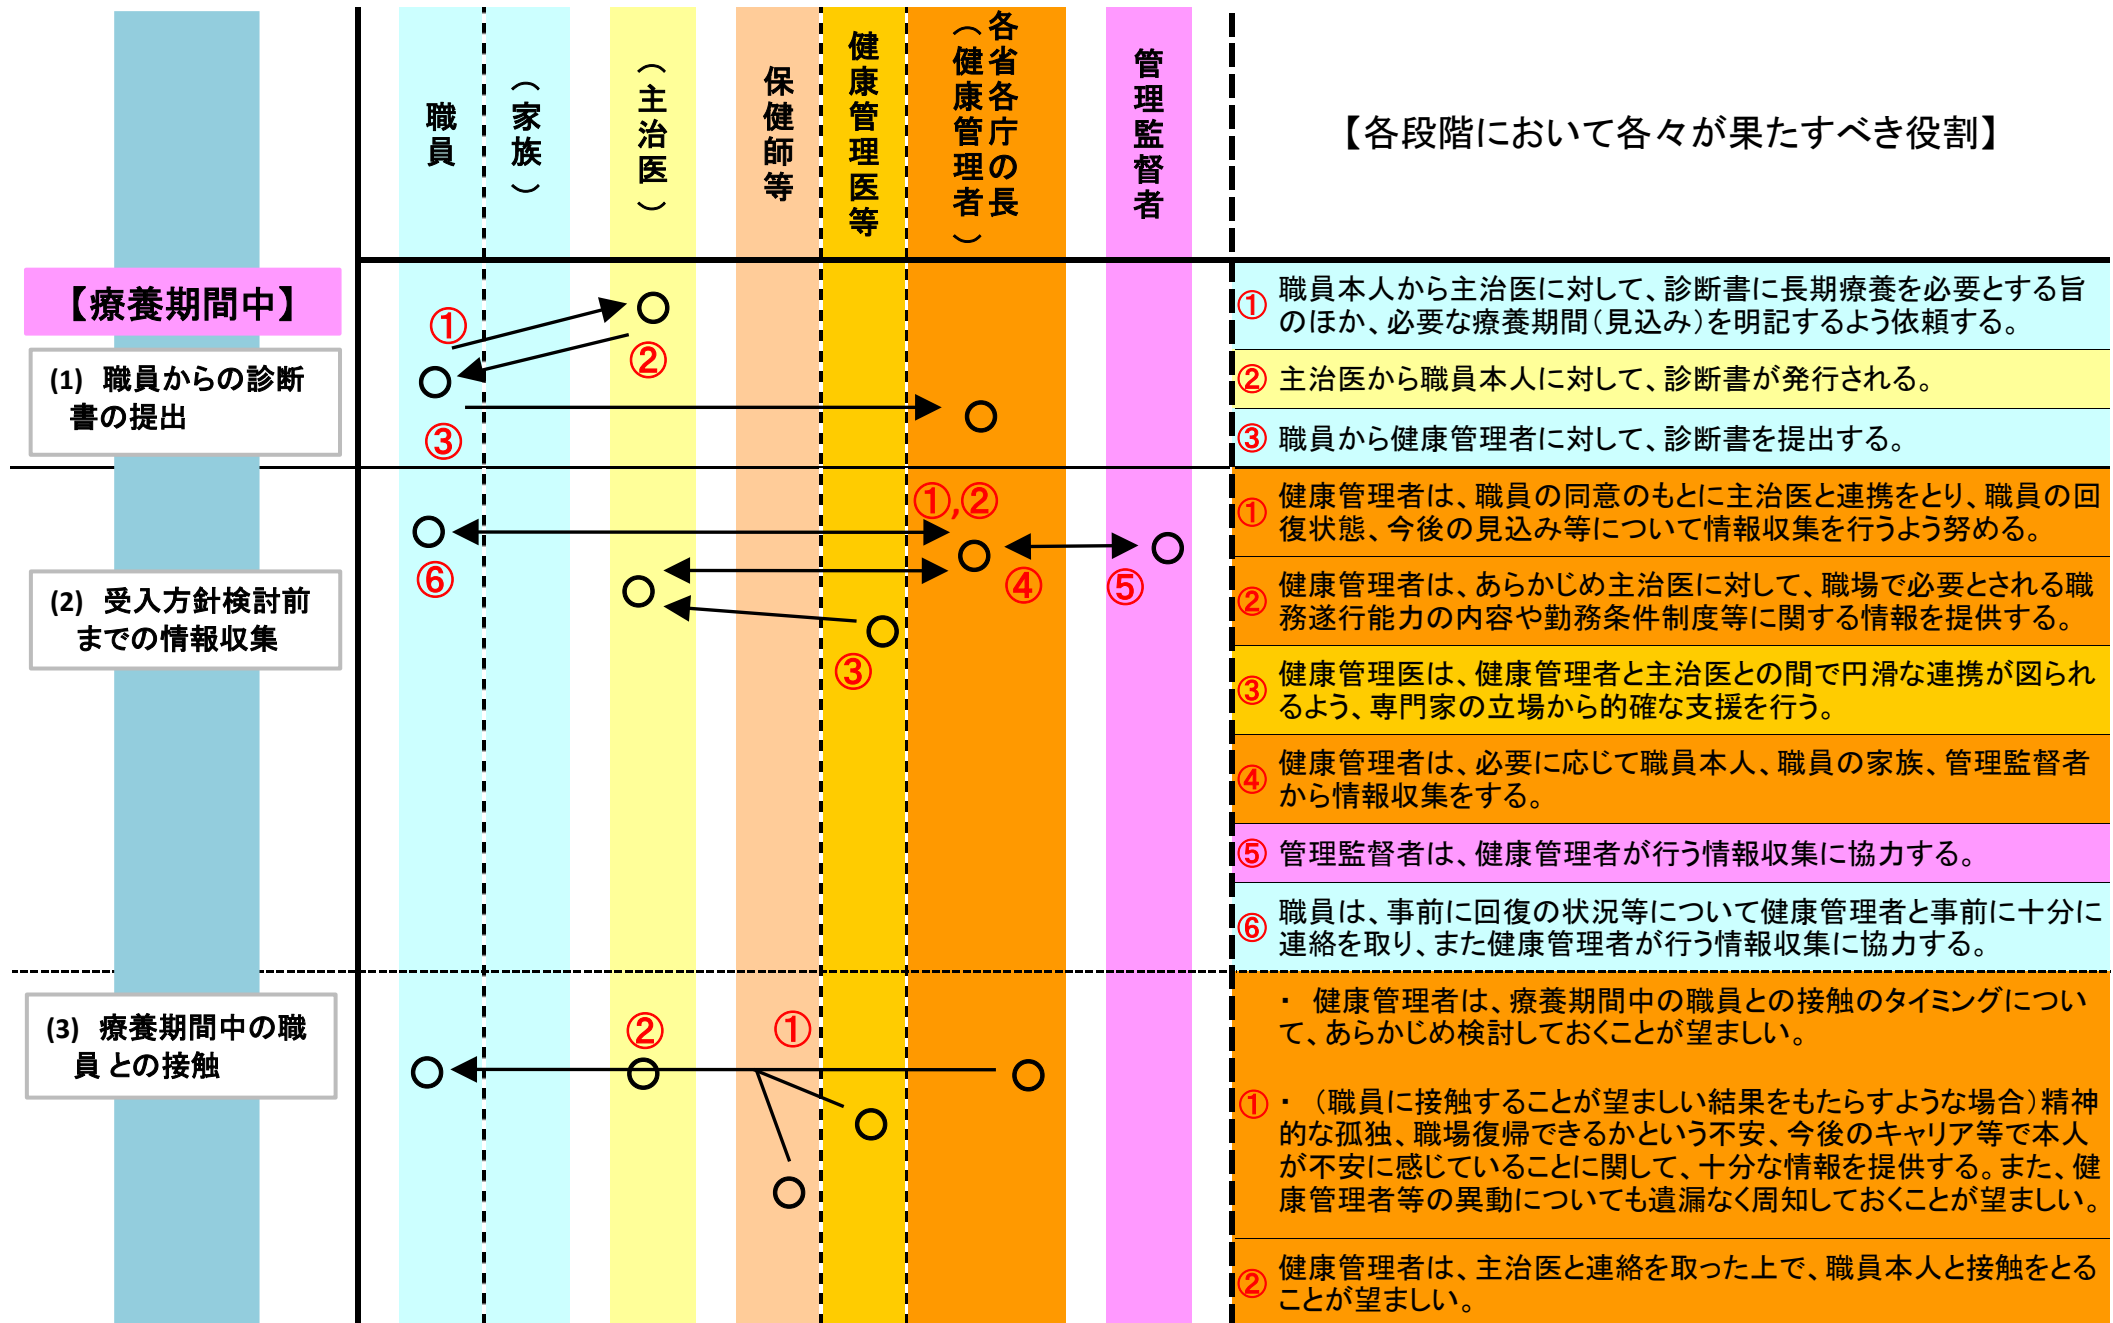 職員
（家族）
（主治医）
保健師等
健康管理医等
各省各庁の長
（健康管理者）
管理監督者
【各段階において各々が果たすべき役割】
【療養期間中】
(1) 職員からの診断
書の提出
①
②
③
① 職員本人から主治医に対して、診断書に長期療養を必要とする旨
のほか、必要な療養期間（見込み）を明記するよう依頼する。
② 主治医から職員本人に対して、診断書が発行される。
③ 職員から健康管理者に対して、診断書を提出する。
(2) 受入方針検討前
までの情報収集
①,②
⑥
④
⑤
③
① 健康管理者は、職員の同意のもとに主治医と連携をとり、職員の回
復状態、今後の見込み等について情報収集を行うよう努める。
② 健康管理者は、あらかじめ主治医に対して、職場で必要とされる職
務遂行能力の内容や勤務条件制度等に関する情報を提供する。
③ 健康管理医は、健康管理者と主治医との間で円滑な連携が図られ
るよう、専門家の立場から的確な支援を行う。
④ 健康管理者は、必要に応じて職員本人、職員の家族、管理監督者
から情報収集をする。
⑤ 管理監督者は、健康管理者が行う情報収集に協力する。
⑥ 職員は、事前に回復の状況等について健康管理者と事前に十分に
連絡を取り、また健康管理者が行う情報収集に協力する。
(3) 療養期間中の職
員 との接触
②
①
・ 健康管理者は、療養期間中の職員との接触のタイミングについ
て、あらかじめ検討しておくことが望ましい。
① ・ （職員に接触することが望ましい結果をもたらすような場合）精神
的な孤独、職場復帰できるかという不安、今後のキャリア等で本人
が不安に感じていることに関して、十分な情報を提供する。また、健
康管理者等の異動についても遺漏なく周知しておくことが望ましい。
② 健康管理者は、主治医と連絡を取った上で、職員本人と接触をとる
ことが望ましい。